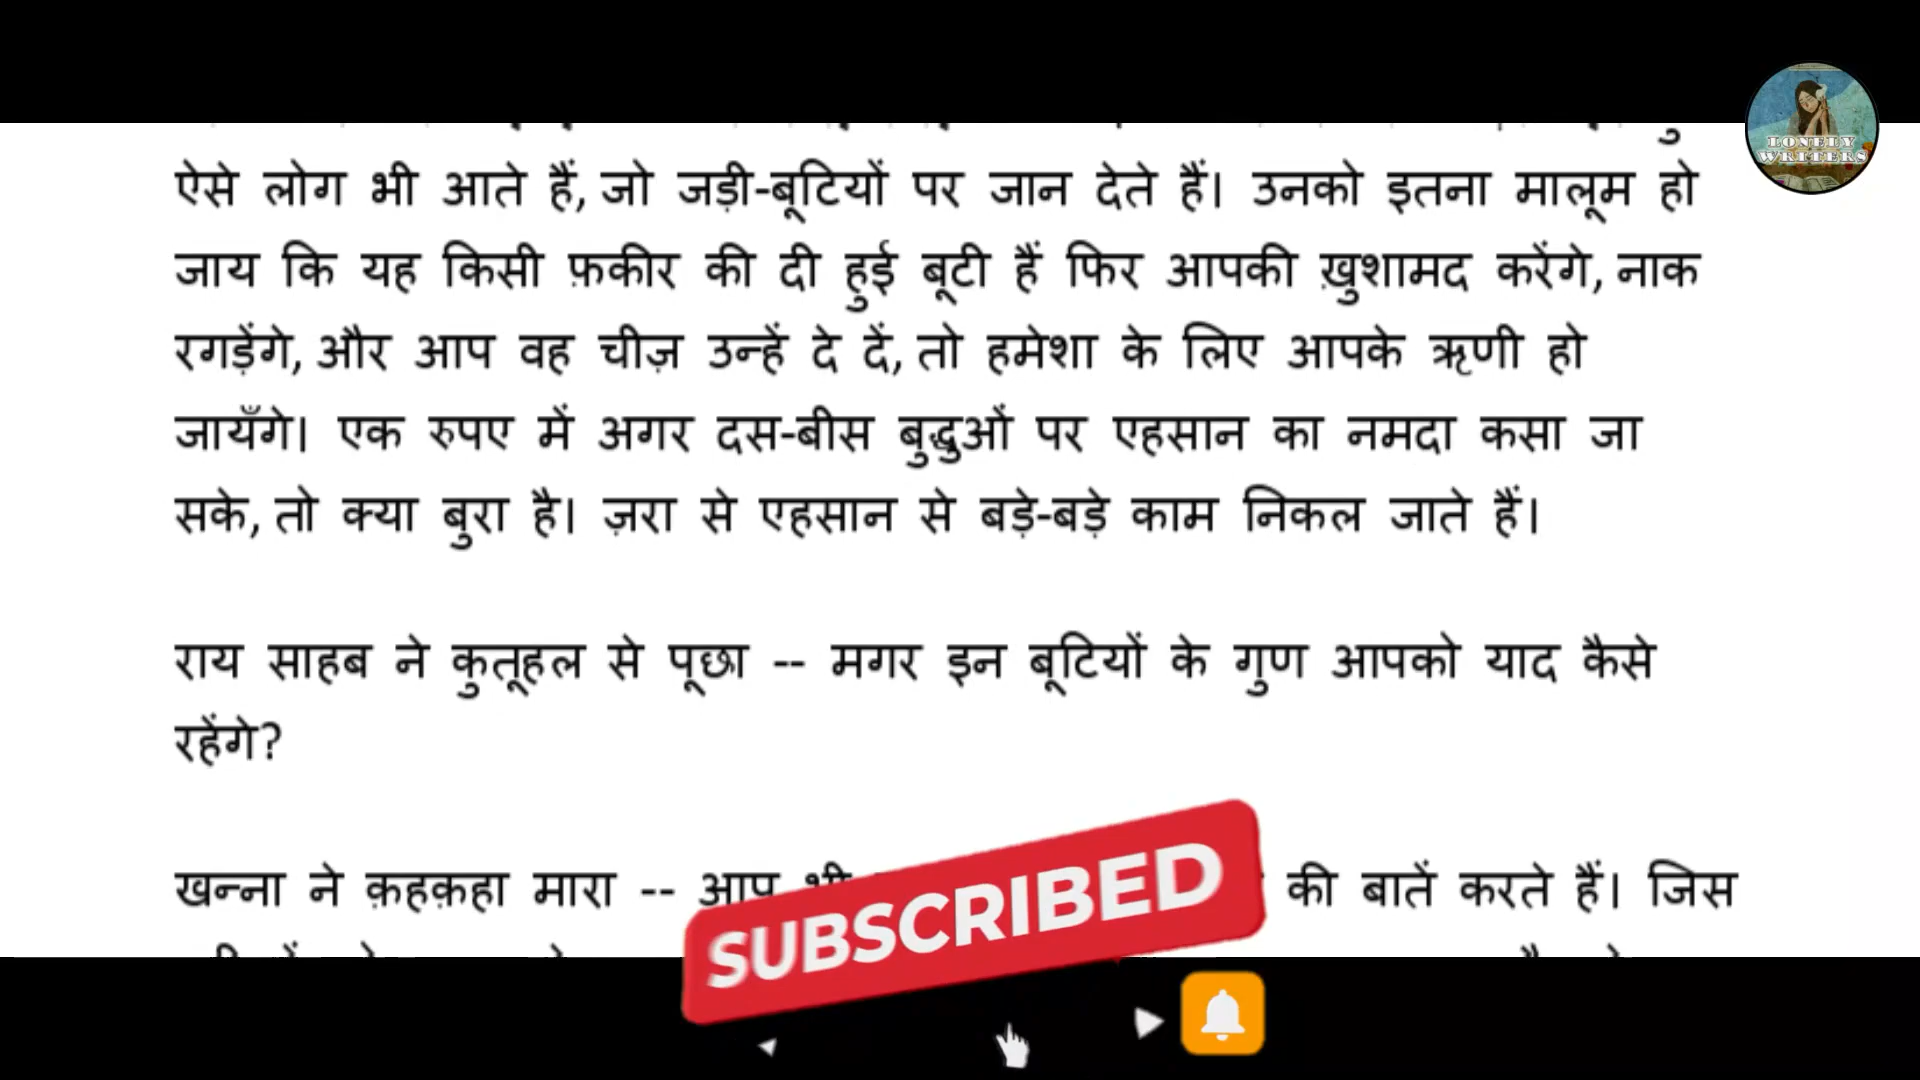 LONELY
WRITERS
ऐसे लोग भी आते हैं, जो जड़ी-बूटियों पर जान देते हैं। उनको इतना मालूम हो
जाय कि यह किसी फ़कीर की दी हुई बूटी हैं फिर आपकी ख़ुशामद करेंगे, नाक
रगड़ेंगे, और आप वह चीज़ उन्हें दे दें, तो हमेशा के लिए आपके ऋणी हो
जायँगे। एक रुपए में अगर दस-बीस बुद्धुओं पर एहसान का नमदा कसा जा
सके, तो क्या बुरा है। ज़रा से एहसान से बड़े-बड़े काम निकल जाते हैं।
राय साहब ने कुतूहल से पूछा -- मगर इन बूटियों के गुण आपको याद कैसे
रहेंगे?
खन्ना ने क़हक़हा मारा -- आप भी की बातें करते हैं। जिस
SUBSCRIBED